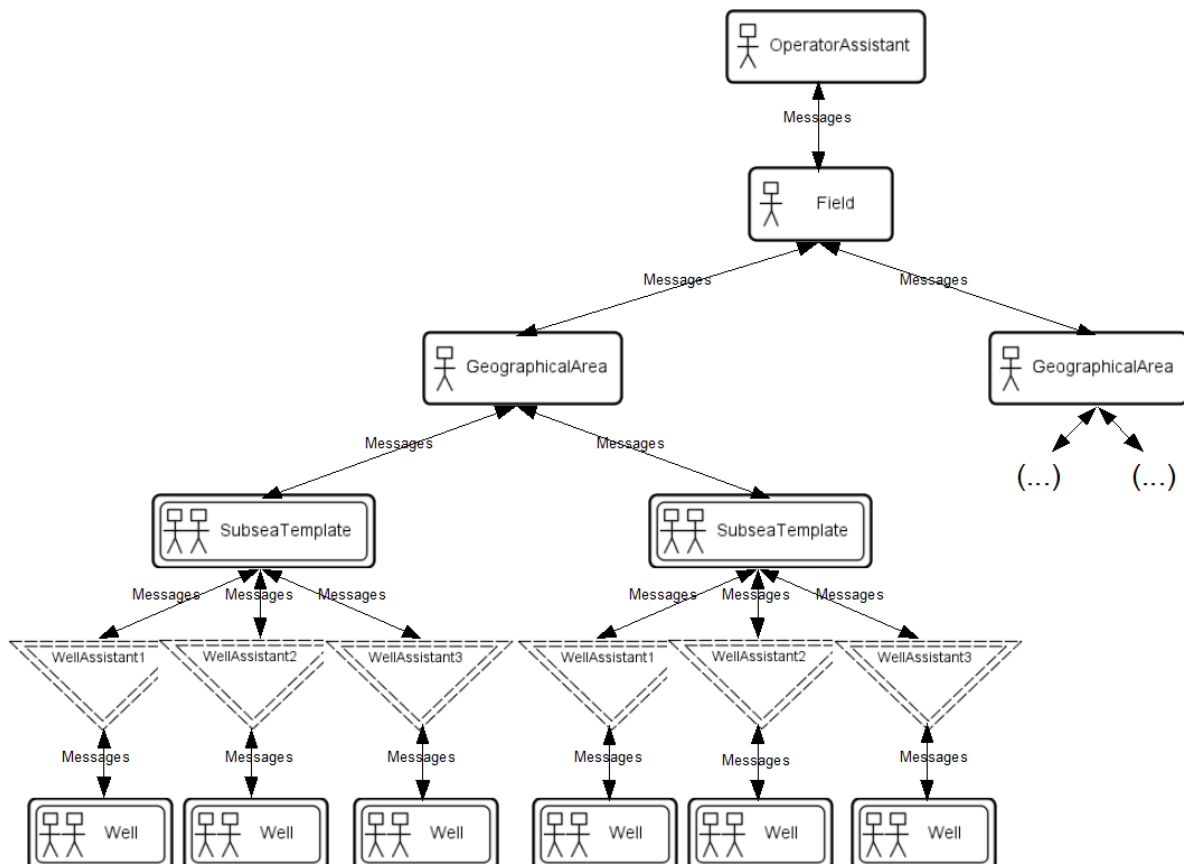 OperatorAssistant
Messages
Field
Messages
Messages
GeographicalArea
GeographicalArea
Messages
Messages
(...)
(...)
SubseaTemplate
SubseaTemplate
Messages
Messages
Messages
Messages
Messages
Messages
WellAssistant1
WellAssistant2
WellAssistant3
WellAssistant1
WellAssistant2
WellAssistant3
Messages
Messages
Messages
Messages
Messages
Messages
Well
Well
Well
Well
Well
Well